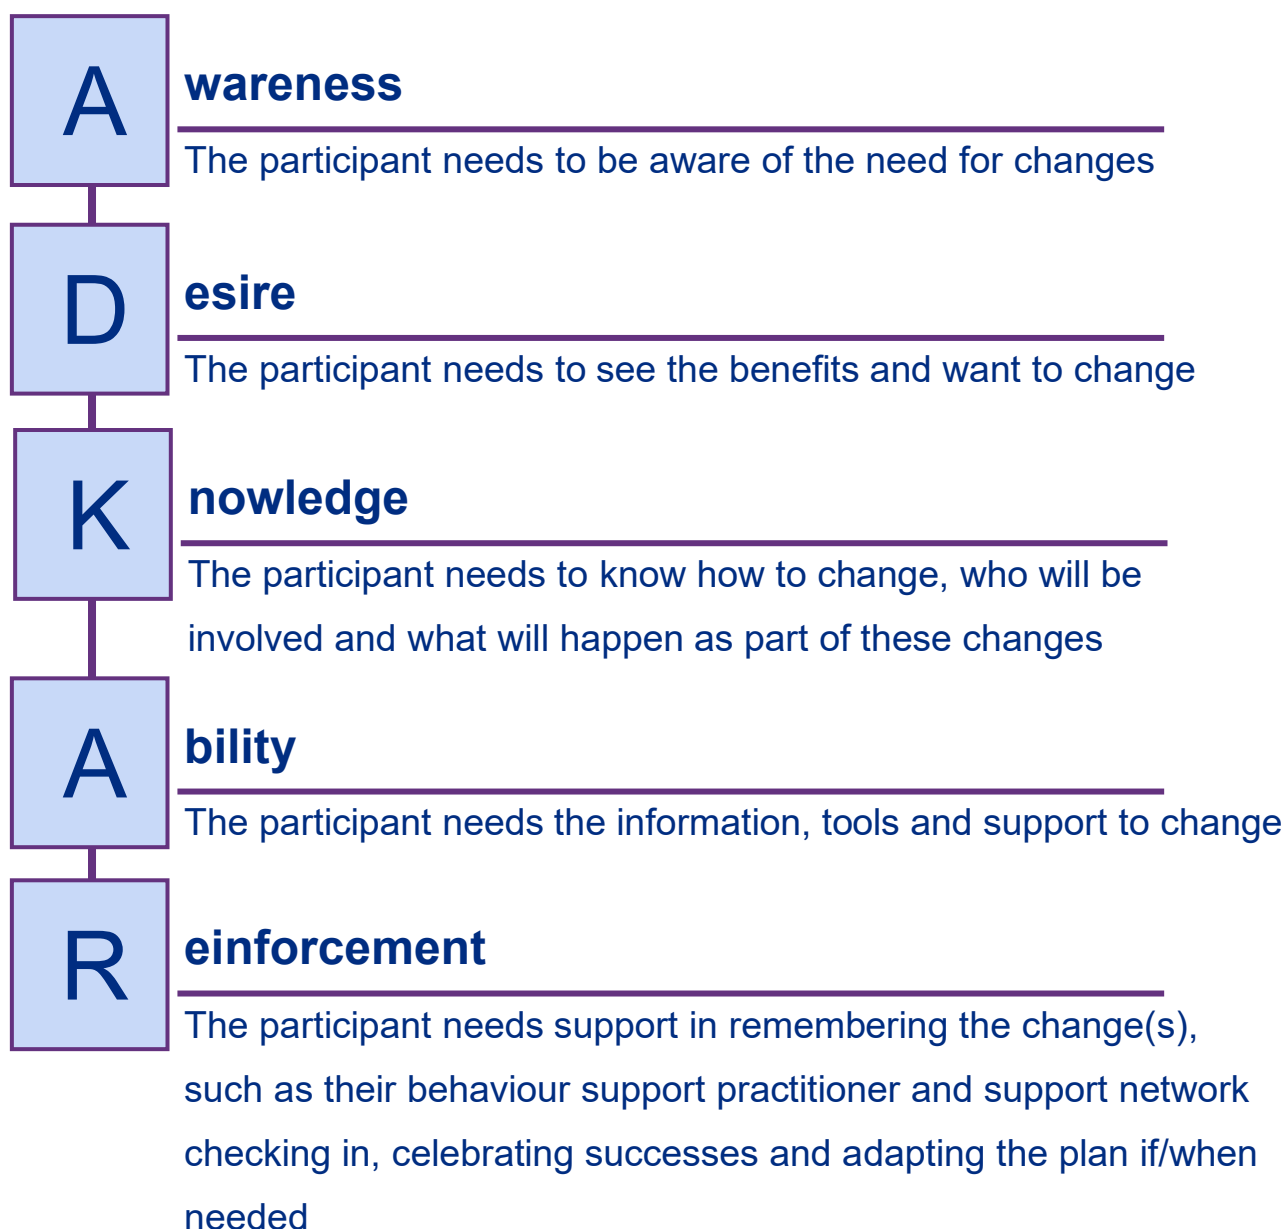 A wareness
The participant needs to be aware of the need for changes
D esire
The participant needs to see the benefits and want to change
K nowledge
The participant needs to know how to change, who will be
involved and what will happen as part of these changes
A bility
The participant needs the information, tools and support to change
R einforcement
The participant needs support in remembering the change(s),
such as their behaviour support practitioner and support network
checking in, celebrating successes and adapting the plan if/when
needed